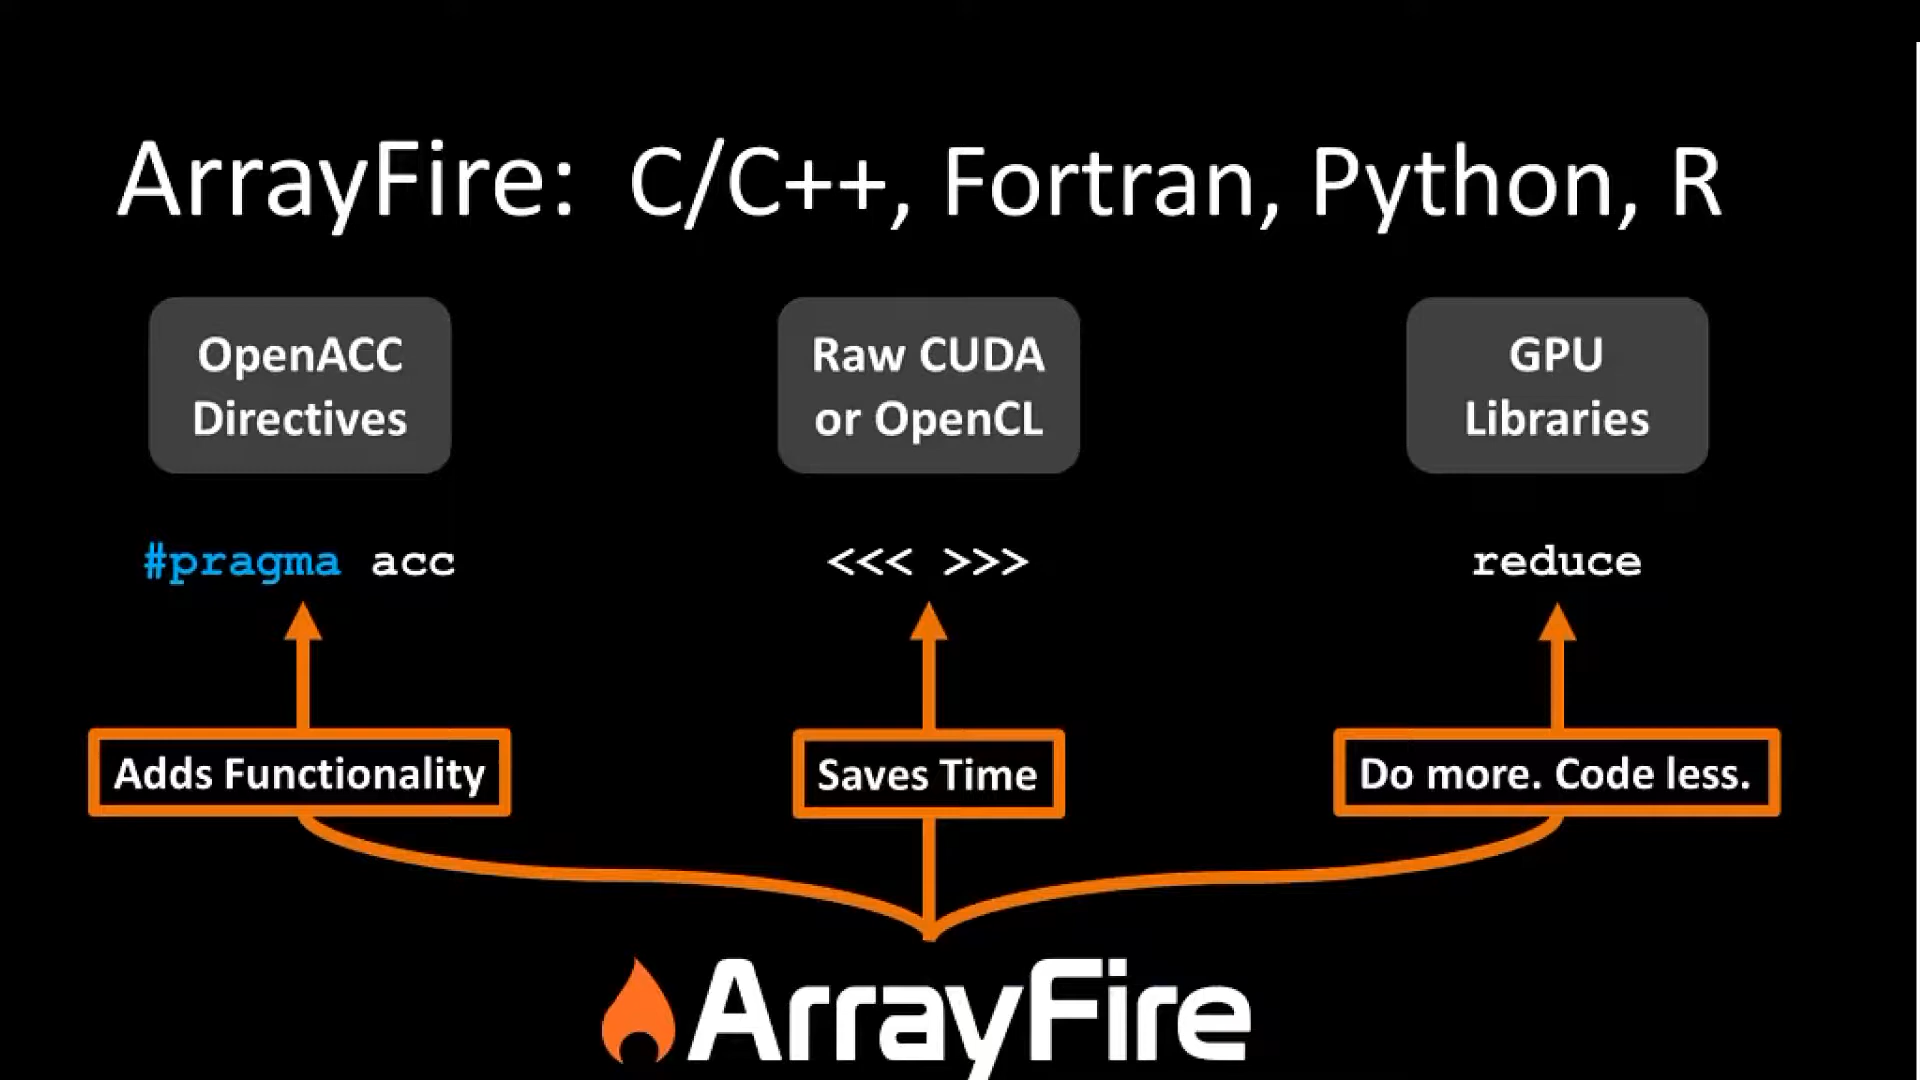 ArrayFire: C/C++, Fortran, Python, R
OpenACC
Directives
Raw CUDA
or OpenCL
GPU
Libraries
#pragma acc
<<< >>>
reduce
Adds Functionality
Saves Time
Do more. Code less.
ArrayFire